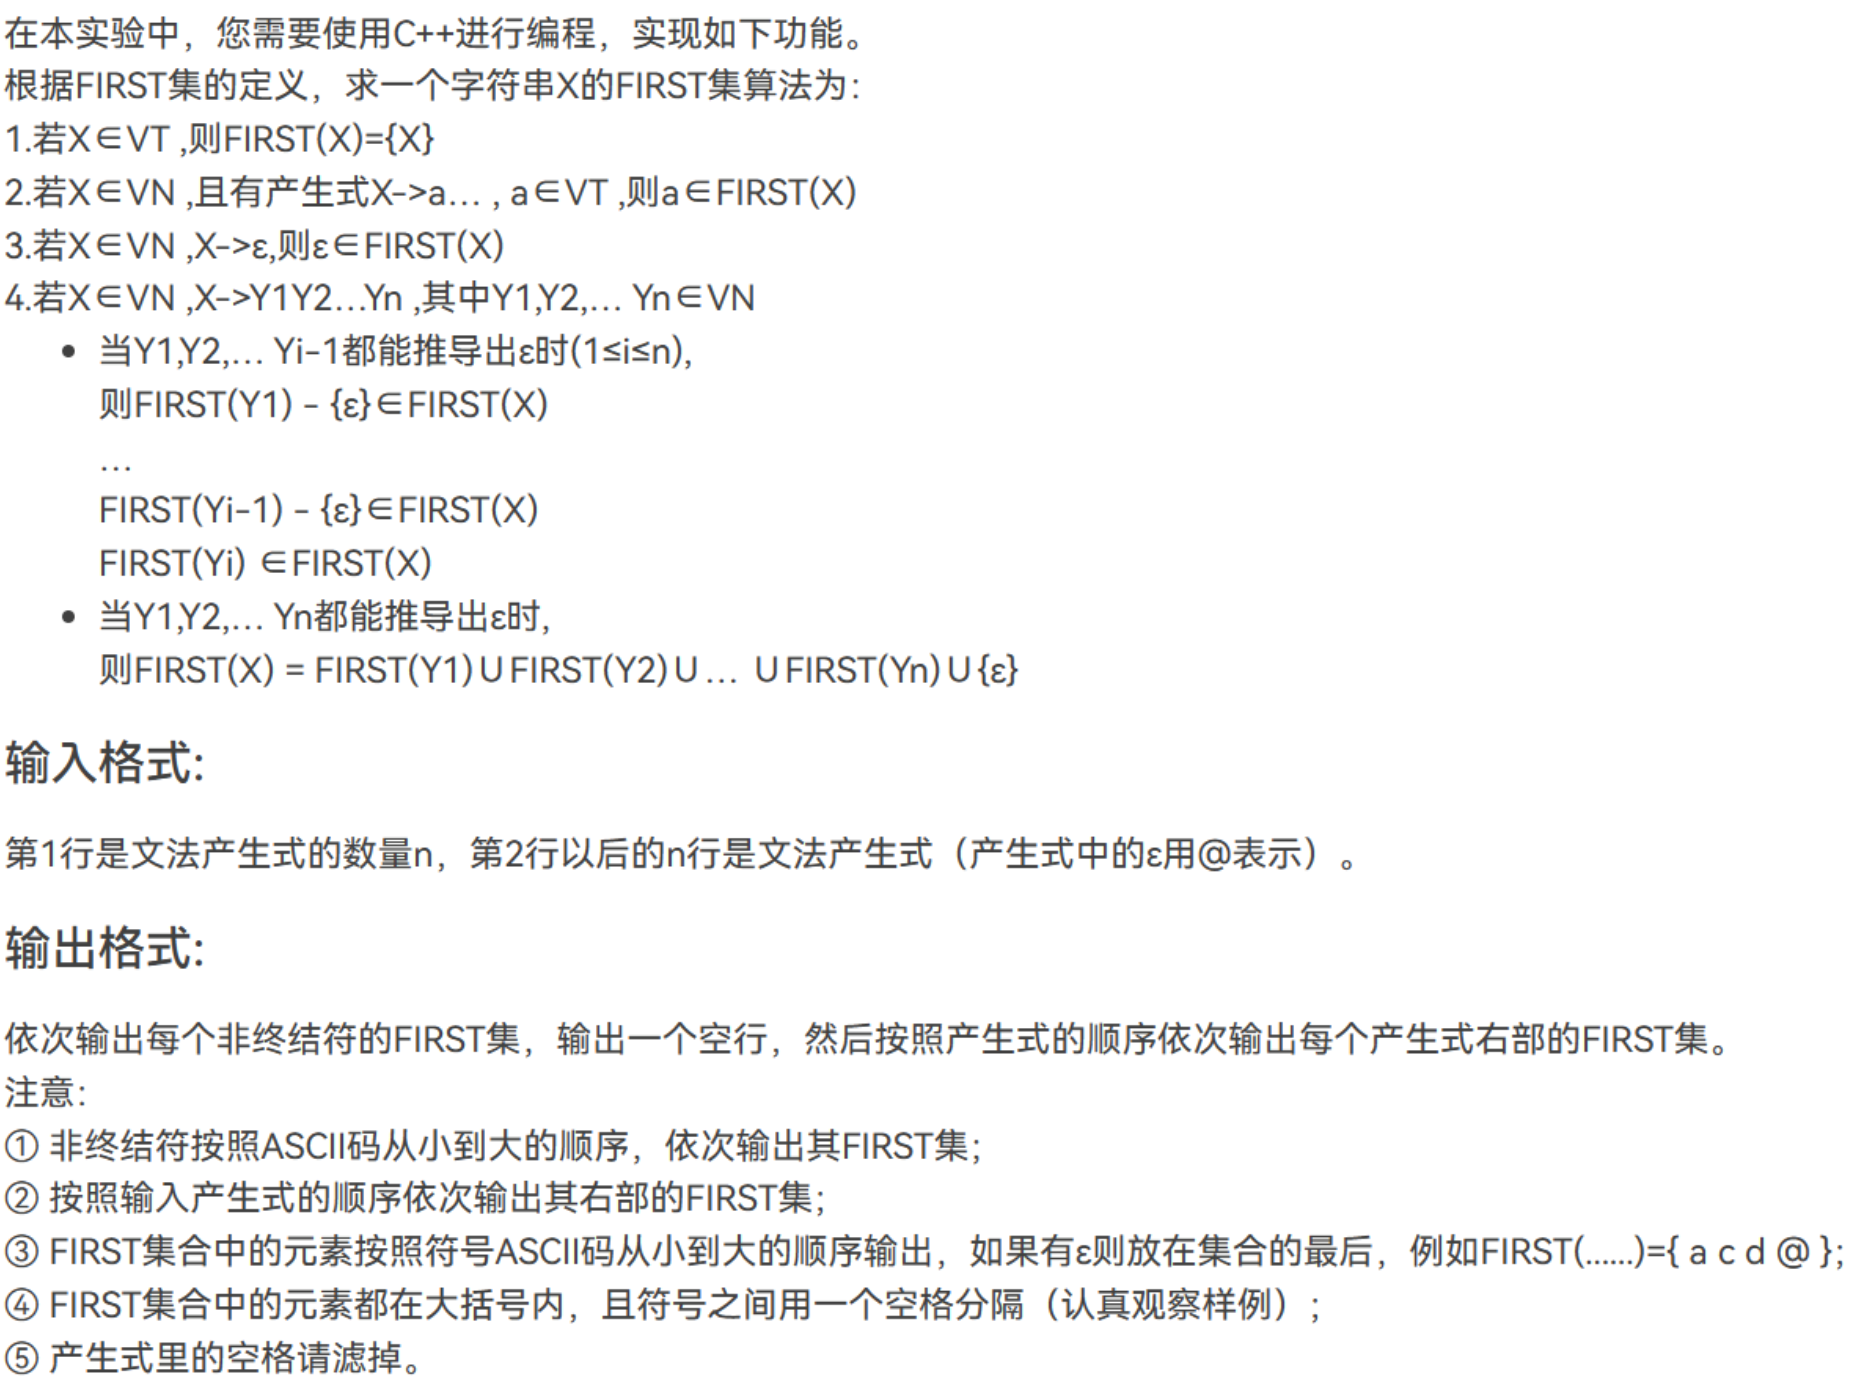 在本实验中，您需要使用C++进行编程，实现如下功能。
根据FIRST集的定义，求一个字符串X的FIRST集算法为：
1.若X∈VT ,则FIRST(X)={X}
2.若X∈VN ,且有产生式X->a… , a∈VT ,则a∈FIRST(X)
3.若X∈VN ,X->ε,则ε∈FIRST(X)
4.若X∈VN ,X->Y1Y2…Yn ,其中Y1,Y2,… Yn∈VN
• 当Y1,Y2,… Yi-1都能推导出ε时(1≤i≤n),
则FIRST(Y1) - {ε}∈FIRST(X)
…
FIRST(Yi-1) - {ε}∈FIRST(X)
FIRST(Yi) ∈FIRST(X)
• 当Y1,Y2,… Yn都能推导出ε时,
则FIRST(X) = FIRST(Y1)∪FIRST(Y2)∪… ∪FIRST(Yn)∪{ε}
输入格式:
第1行是文法产生式的数量n，第2行以后的n行是文法产生式（产生式中的ε用@表示）。
输出格式:
依次输出每个非终结符的FIRST集，输出一个空行，然后按照产生式的顺序依次输出每个产生式右部的FIRST集。
注意：
① 非终结符按照ASCII码从小到大的顺序，依次输出其FIRST集；
② 按照输入产生式的顺序依次输出其右部的FIRST集；
③ FIRST集合中的元素按照符号ASCII码从小到大的顺序输出，如果有ε则放在集合的最后，例如FIRST(......)={ a c d @ }；
④ FIRST集合中的元素都在大括号内，且符号之间用一个空格分隔（认真观察样例）；
⑤ 产生式里的空格请滤掉。